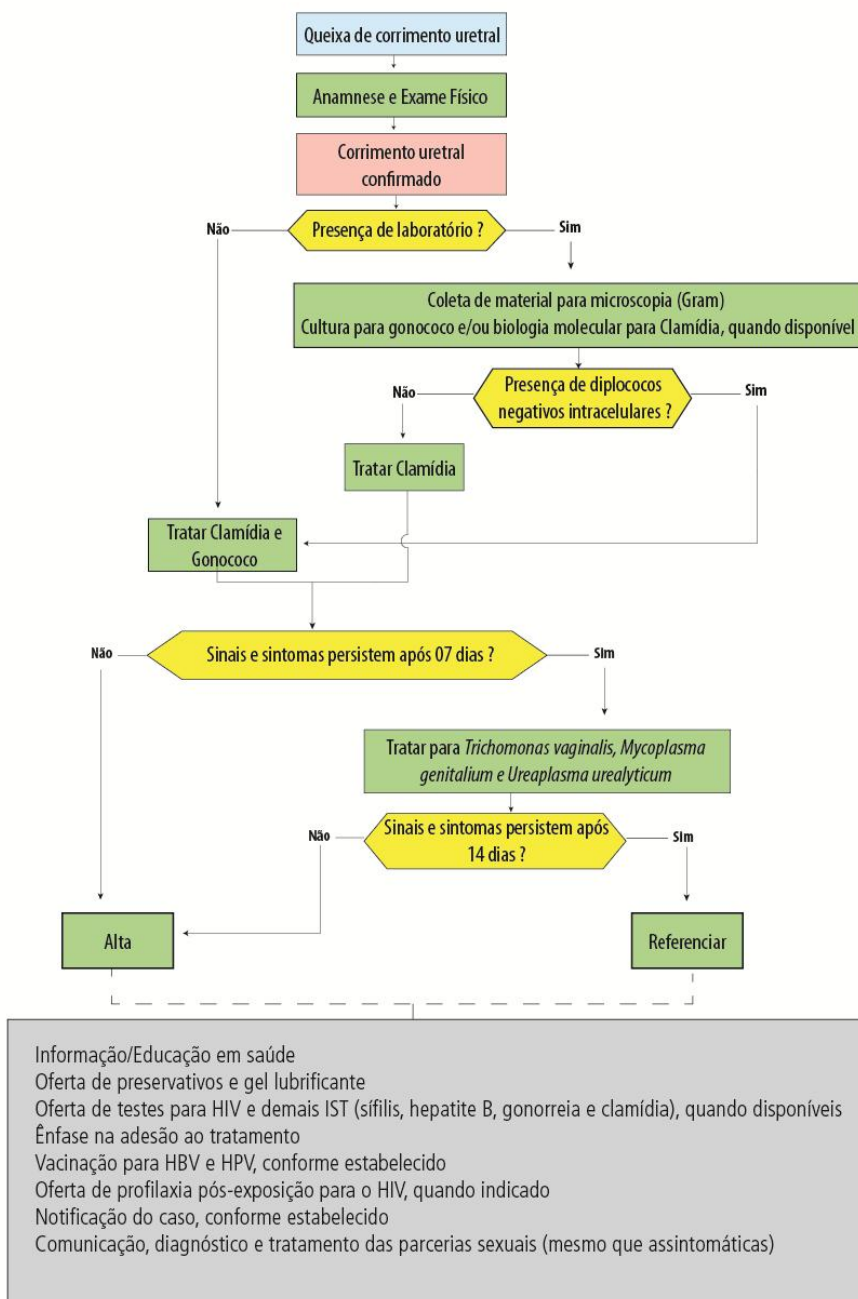 Queixa de corrimento uretral
Anamnese e Exame Físico
Corrimento uretral
confirmado
Não
Presença de laboratório ?
Sim
Coleta de material para microscopia (Gram)
Cultura para gonococo e/ou biologia molecular para Clamídia, quando disponível
Não
Presença de diplococos
negativos intracelulares ?
Sim
Tratar Clamídia
Tratar Clamídia e
Gonococo
Não
Sinais e sintomas persistem após 07 dias ?
Sim
Tratar para Trichomonas vaginalis, Mycoplasma
genitalium e Ureaplasma urealyticum
Não
Sinais e sintomas persistem após
14 dias ?
Sim
Alta
Referenciar
Informação/Educação em saúde
Oferta de preservativos e gel lubrificante
Oferta de testes para HIV e demais IST (sífilis, hepatite B, gonorreia e clamídia), quando disponíveis
Ênfase na adesão ao tratamento
Vacinação para HBV e HPV, conforme estabelecido
Oferta de profilaxia pós-exposição para o HIV, quando indicado
Notificação do caso, conforme estabelecido
Comunicação, diagnóstico e tratamento das parcerias sexuais (mesmo que assintomáticas)